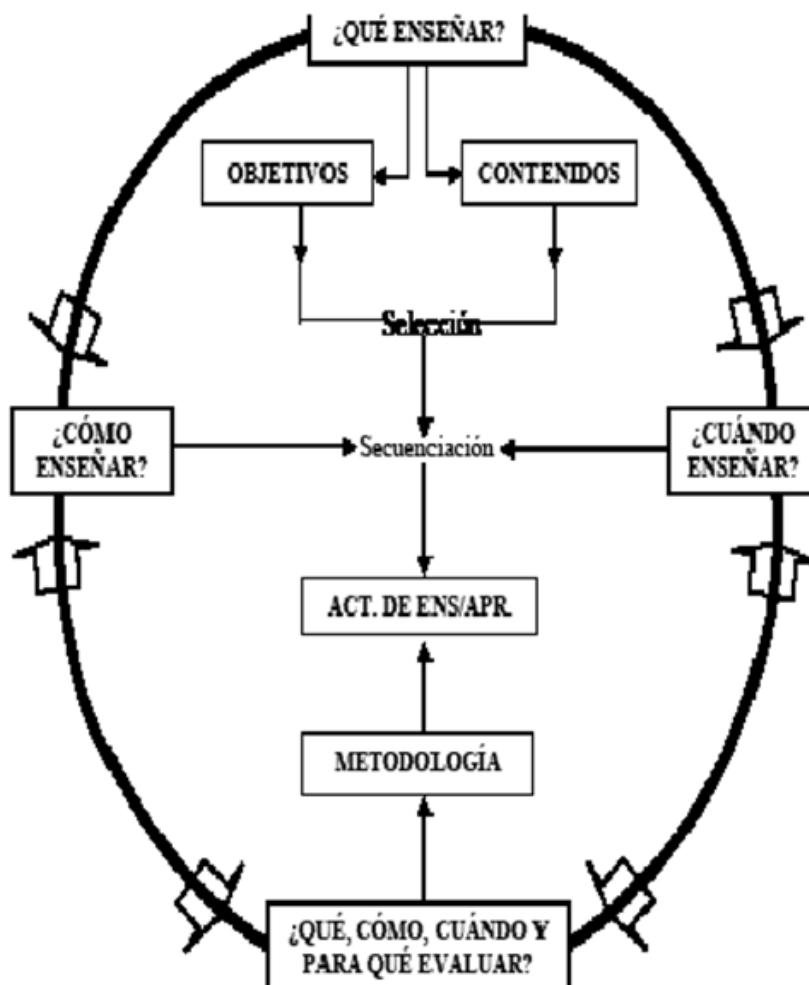 ¿QUÉ ENSEÑAR?
OBJETIVOS
CONTENIDOS
Selección
¿CÓMO
ENSEÑAR?
Secuenciación
¿CUÁNDO
ENSEÑAR?
ACT. DE ENS/APR.
METODOLOGÍA
¿QUÉ, CÓMO, CUÁNDO Y
PARA QUÉ EVALUAR?